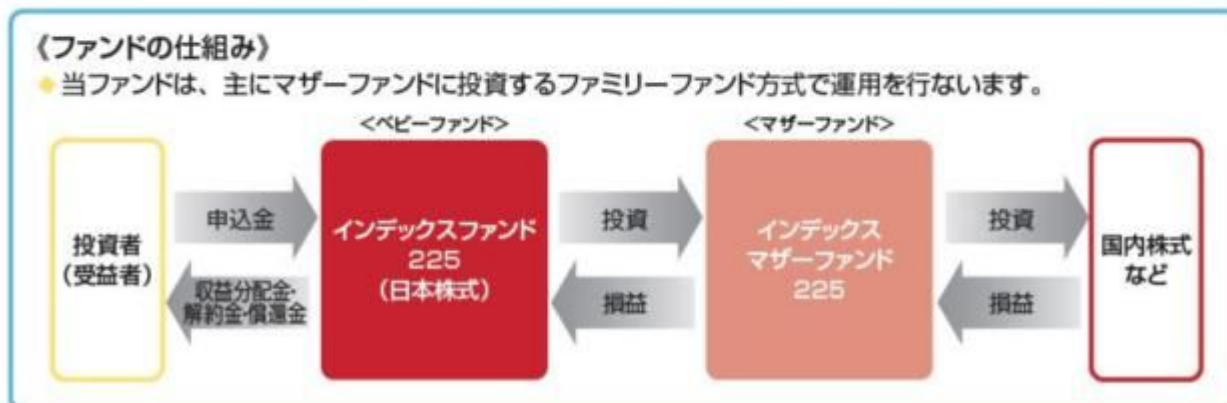 《ファンドの仕組み》
◆当ファンドは、主にマザーファンドに投資するファミリーファンド方式で運用を行ないます。
<ベビーファンド>
<マザーファンド>
投資者
(受益者)
申込金
収益分配金・
解約金・償還金
インデックスファンド
225
(日本株式)
投資
損益
インデックス
マザーファンド
225
投資
損益
国内株式
など